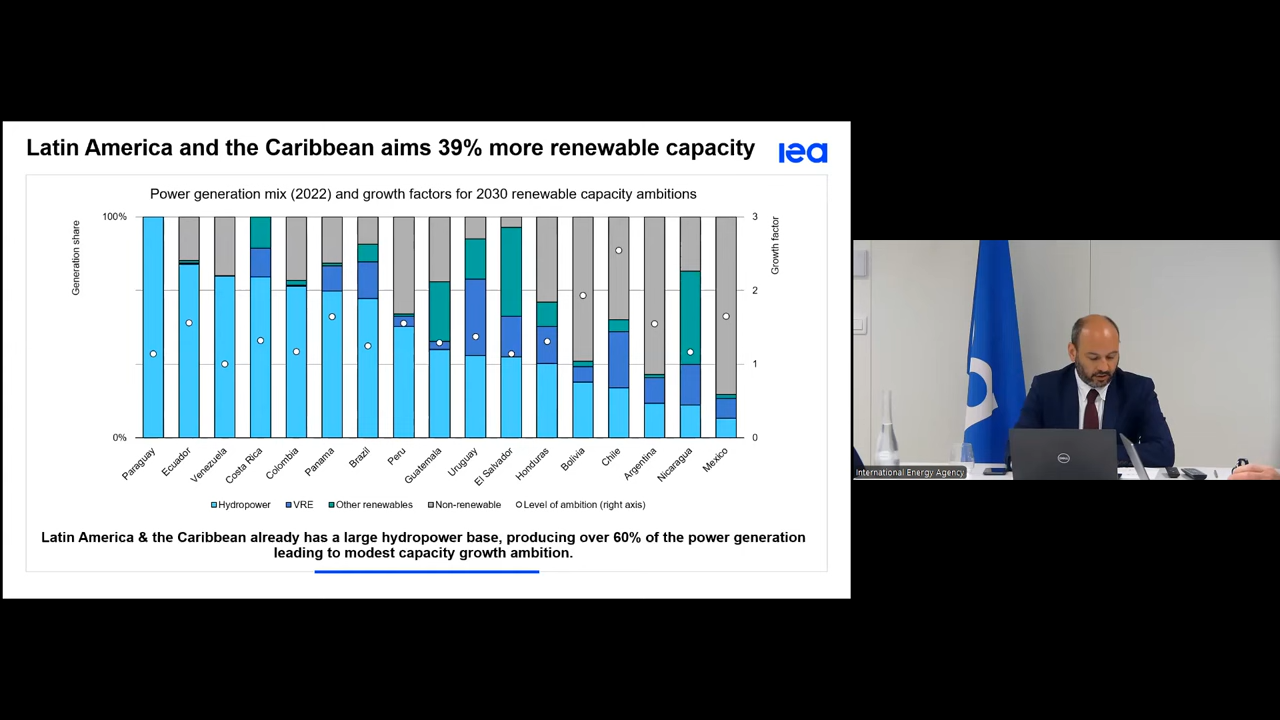 Latin America and the Caribbean aims 39% more renewable capacity
iea
Power generation mix (2022) and growth factors for 2030 renewable capacity ambitions
Generation share
100%
0%
3
2
1
0
Growth factor
Paraguay
Ecuador
Venezuela
Costa Rica
Colombia
Panama
Brazil
Peru
Guatemala
Uruguay
El Salvador
Honduras
Bolivia
Chile
Argentina
Nicaragua
Mexico
Hydropower VRE Other renewables Non-renewable Level of ambition (right axis)
Latin America & the Caribbean already has a large hydropower base, producing over 60% of the power generation
leading to modest capacity growth ambition.
International Energy Agency
DELL